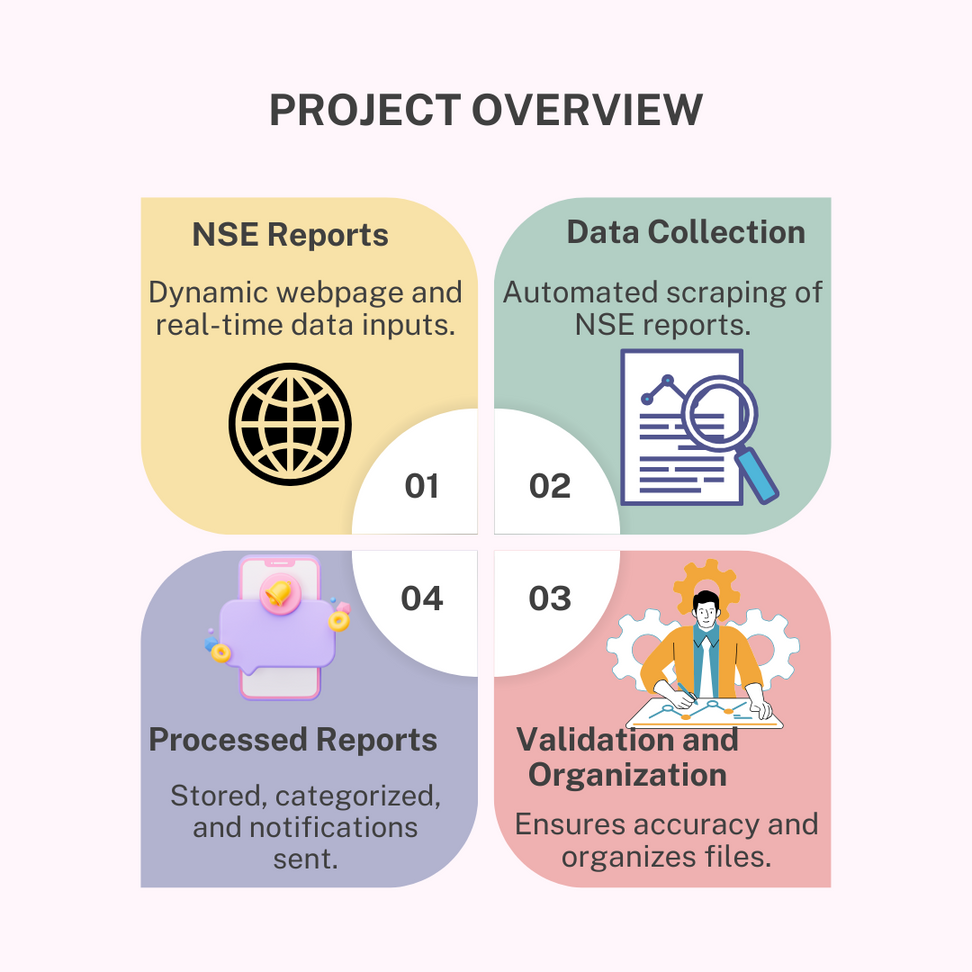 PROJECT OVERVIEW
NSE Reports
Dynamic webpage and
real-time data inputs.
01
Data Collection
Automated scraping of
NSE reports.
02
03
Validation and
Organization
Ensures accuracy and
organizes files.
04
Processed Reports
Stored, categorized,
and notifications
sent.